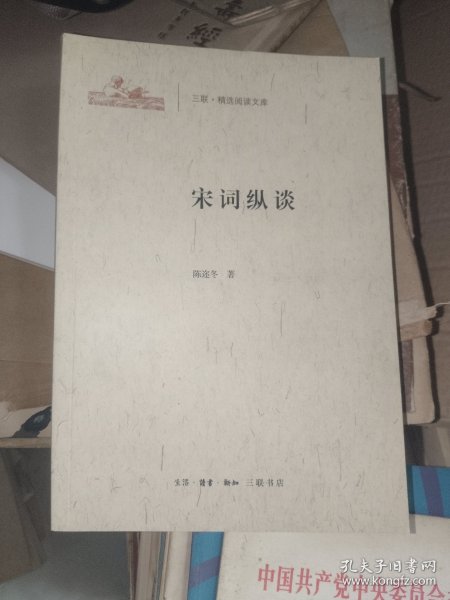 三联·精选阅读文库
宋词纵谈
陈迩冬 著
生活·读书·新知 三联书店
中国共产党中央委员会
孔夫子旧书网
www.kongfz.com